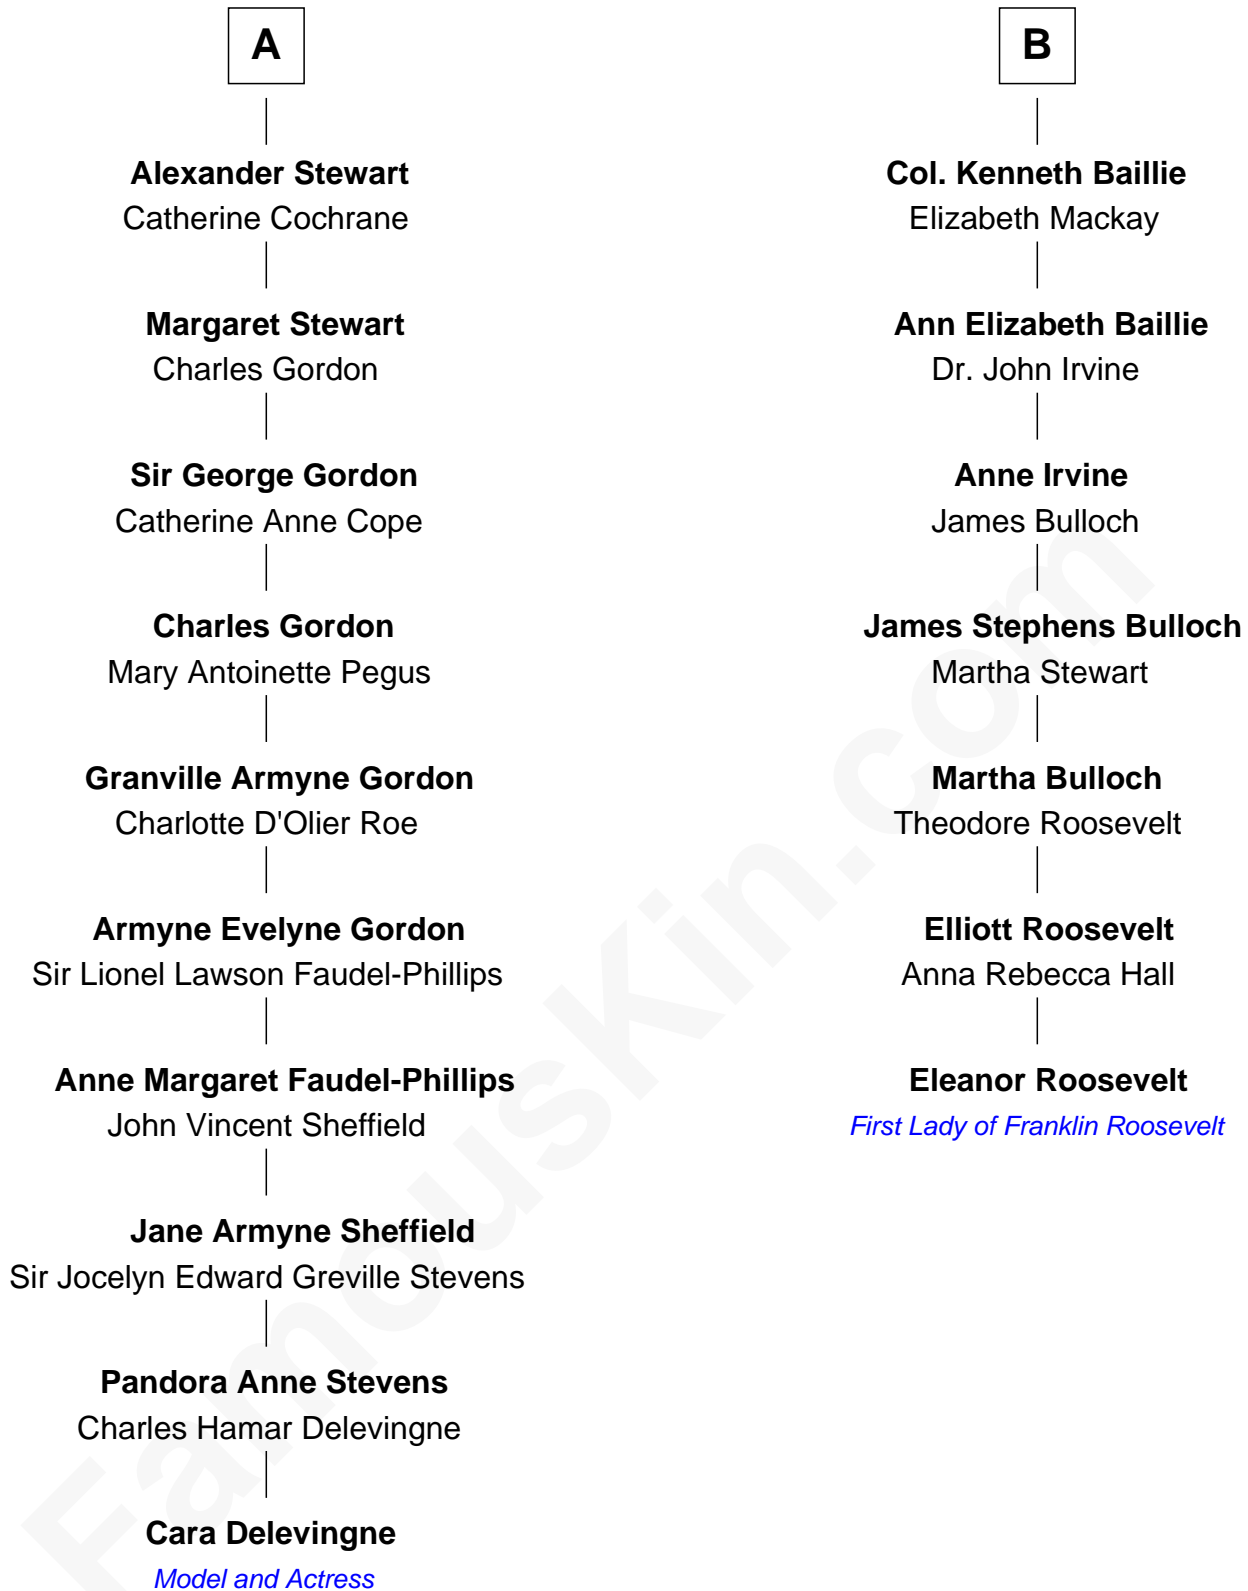 A
Alexander Stewart
Catherine Cochrane
Margaret Stewart
Charles Gordon
Sir George Gordon
Catherine Anne Cope
Charles Gordon
Mary Antoinette Pegus
Granville Armyne Gordon
Charlotte D'Olier Roe
Armyne Evelyne Gordon
Sir Lionel Lawson Faudel-Phillips
Anne Margaret Faudel-Phillips
John Vincent Sheffield
Jane Armyne Sheffield
Sir Jocelyn Edward Greville Stevens
Pandora Anne Stevens
Charles Hamar Delevingne
Cara Delevingne
Model and Actress
B
Col. Kenneth Baillie
Elizabeth Mackay
Ann Elizabeth Baillie
Dr. John Irvine
Anne Irvine
James Bulloch
James Stephens Bulloch
Martha Stewart
Martha Bulloch
Theodore Roosevelt
Elliott Roosevelt
Anna Rebecca Hall
Eleanor Roosevelt
First Lady of Franklin Roosevelt
FamousKin.com